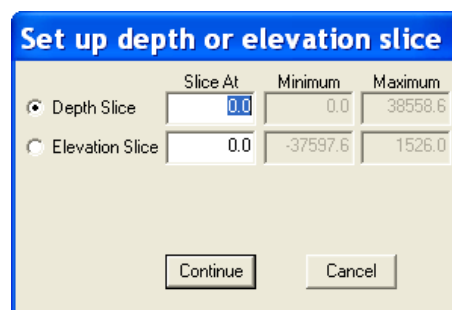 Set up depth or elevation slice
Slice At Minimum Maximum
Depth Slice 0.0 0.0 38558.6
Elevation Slice 0.0 -37597.6 1526.0
Continue Cancel